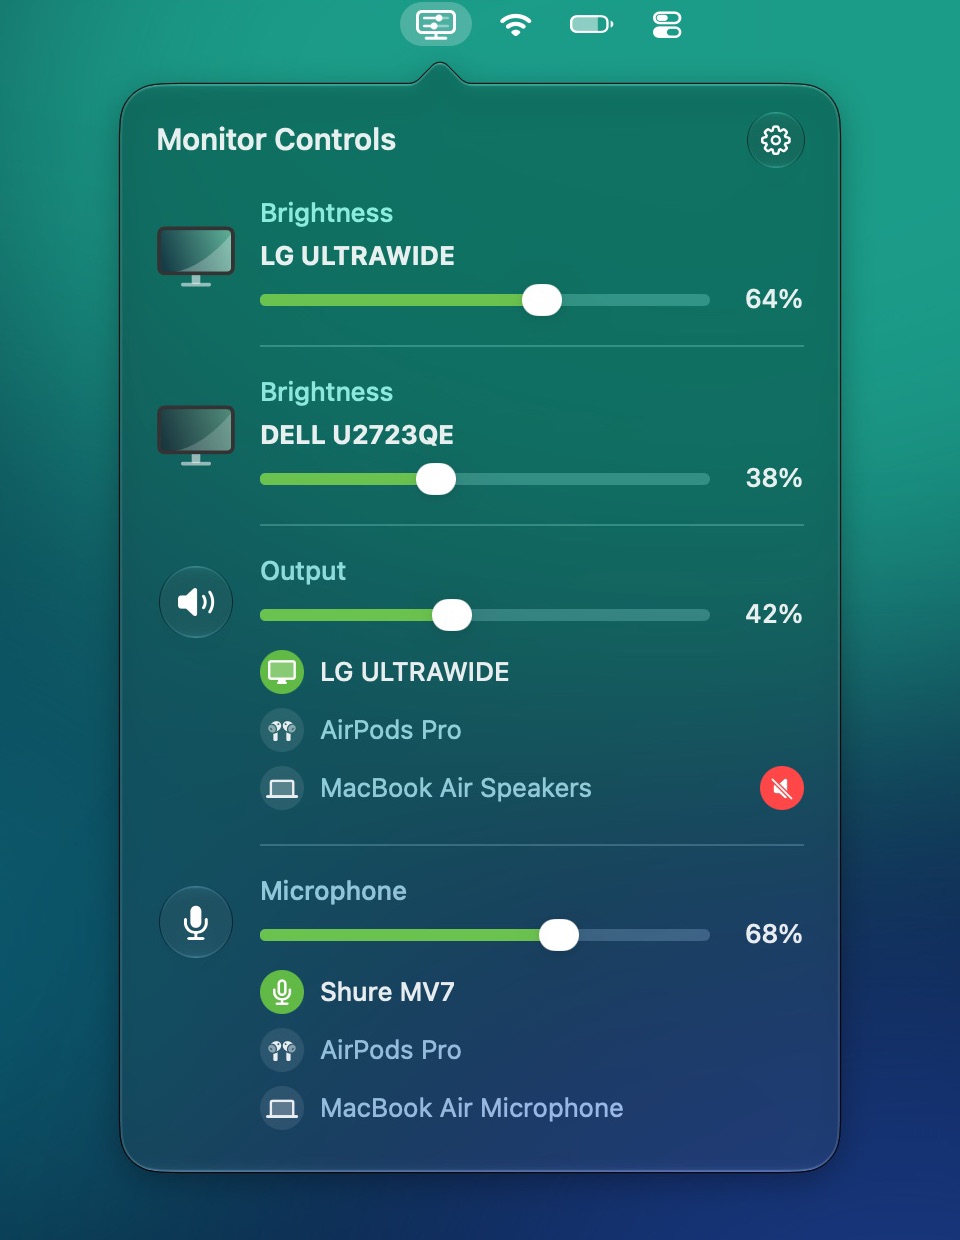 Monitor Controls
Brightness
LG ULTRAWIDE
64%
Brightness
DELL U2723QE
38%
Output
42%
LG ULTRAWIDE
AirPods Pro
MacBook Air Speakers
Microphone
68%
Shure MV7
AirPods Pro
MacBook Air Microphone